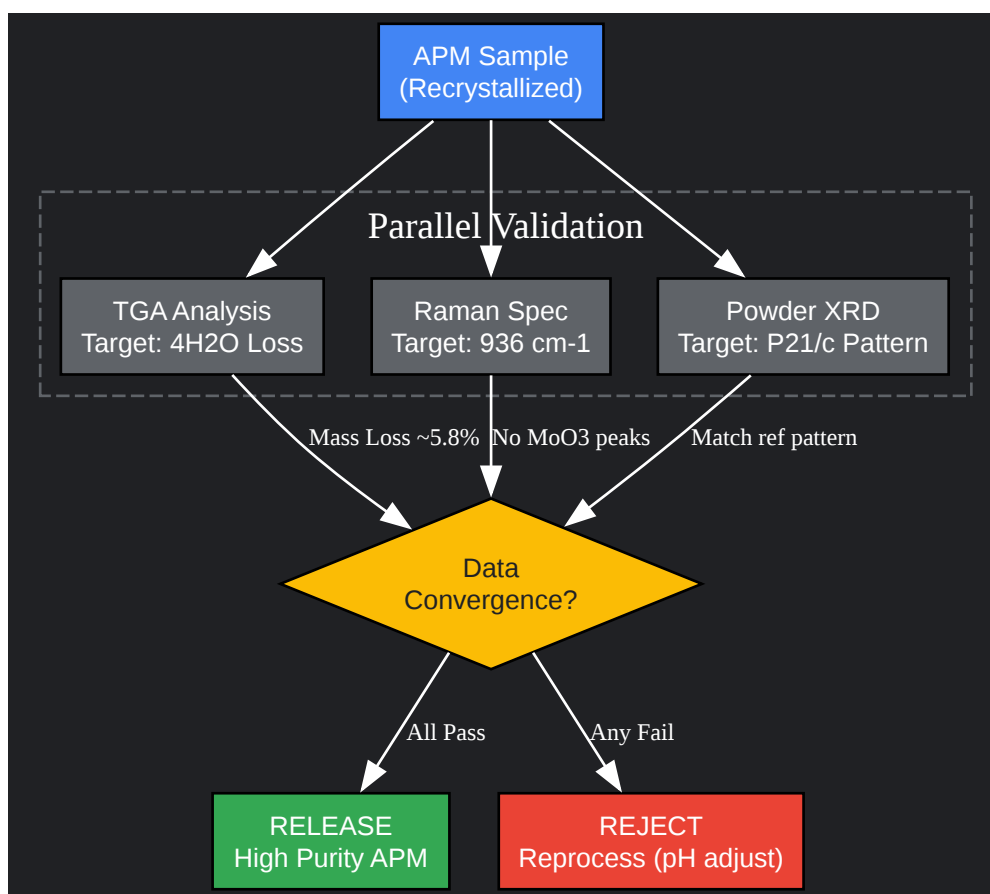 APM Sample
(Recrystallized)
Parallel Validation
TGA Analysis
Target: 4H2O Loss
Raman Spec
Target: 936 cm-1
Powder XRD
Target: P21/c Pattern
Mass Loss ~5.8%
No MoO3 peaks
Match ref pattern
Data
Convergence?
All Pass
Any Fail
RELEASE
High Purity APM
REJECT
Reprocess (pH adjust)